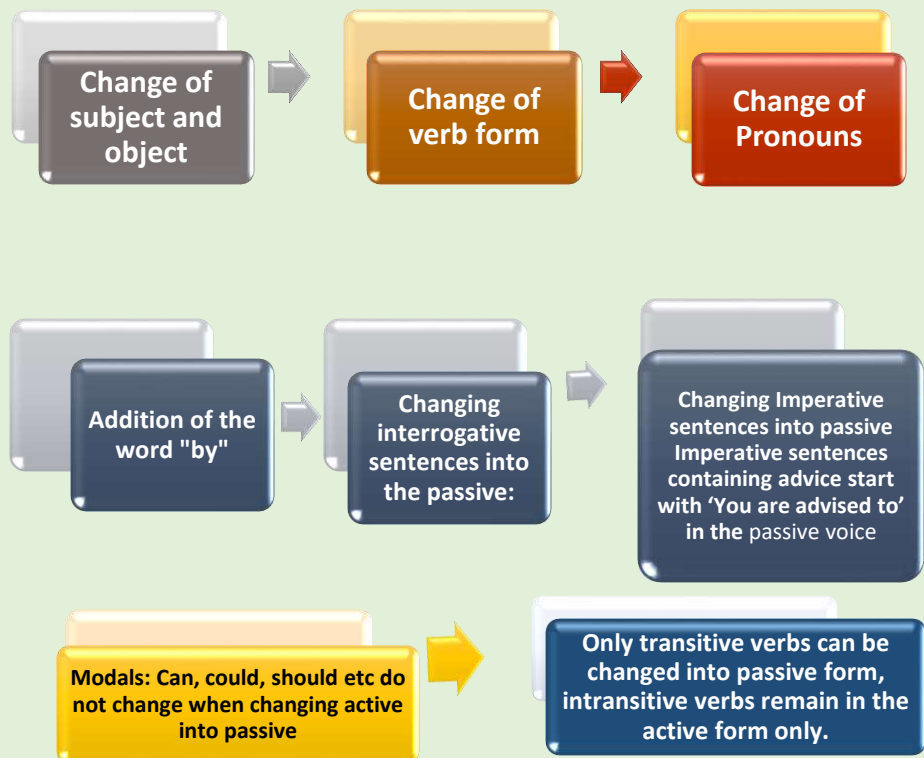 Change of
subject and
object
Change of
verb form
Change of
Pronouns
Addition of the
word "by"
Changing
interrogative
sentences into
the passive:
Changing Imperative
sentences into passive
Imperative sentences
containing advice start
with ‘You are advised to’
in the passive voice
Modals: Can, could, should etc do
not change when changing active
into passive
Only transitive verbs can be
changed into passive form,
intransitive verbs remain in the
active form only.